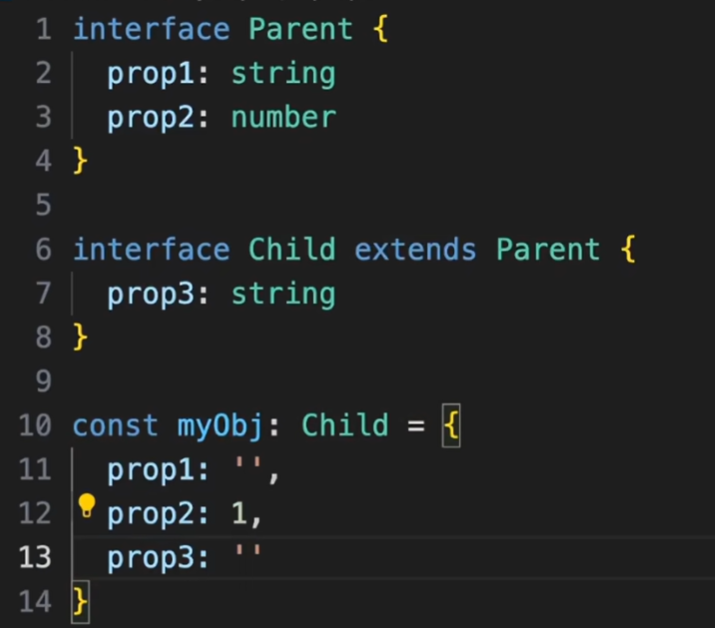 1 interface Parent {
2   prop1: string
3   prop2: number
4 }
5
6 interface Child extends Parent {
7   prop3: string
8 }
9
10 const myObj: Child = {
11   prop1: '',
12   prop2: 1,
13   prop3: ''
14 }